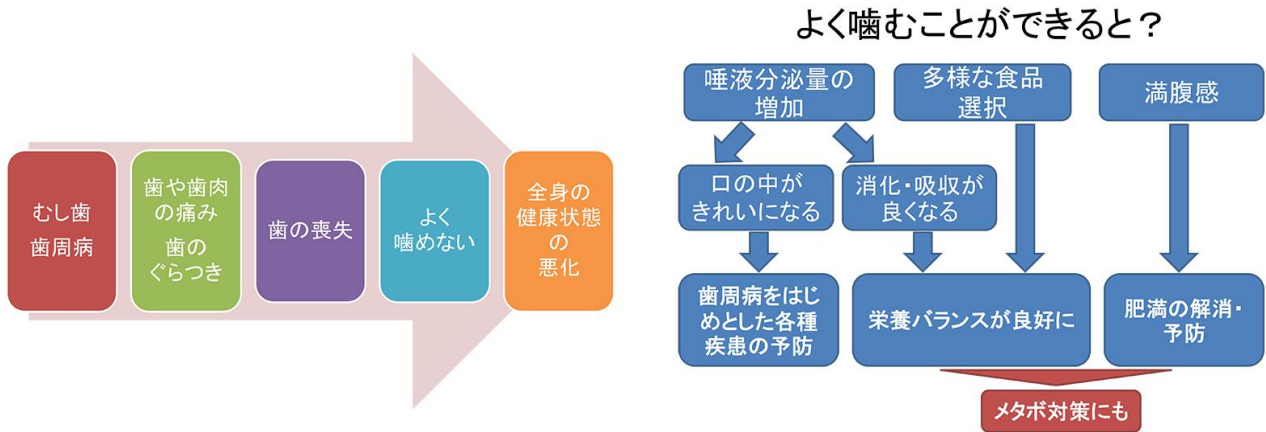 むし歯
歯周病
歯や歯肉
の痛み
歯の
ぐらつき
歯の喪失
よく
噛めない
全身の
健康状態
の
悪化
よく噛むことができると?
唾液分泌量の
増加
多様な食品
選択
満腹感
口の中が
きれいになる
消化・吸収が
良くなる
歯周病をはじ
めとした各種
疾患の予防
栄養バランスが良好に
肥満の解消・
予防
メタボ対策にも